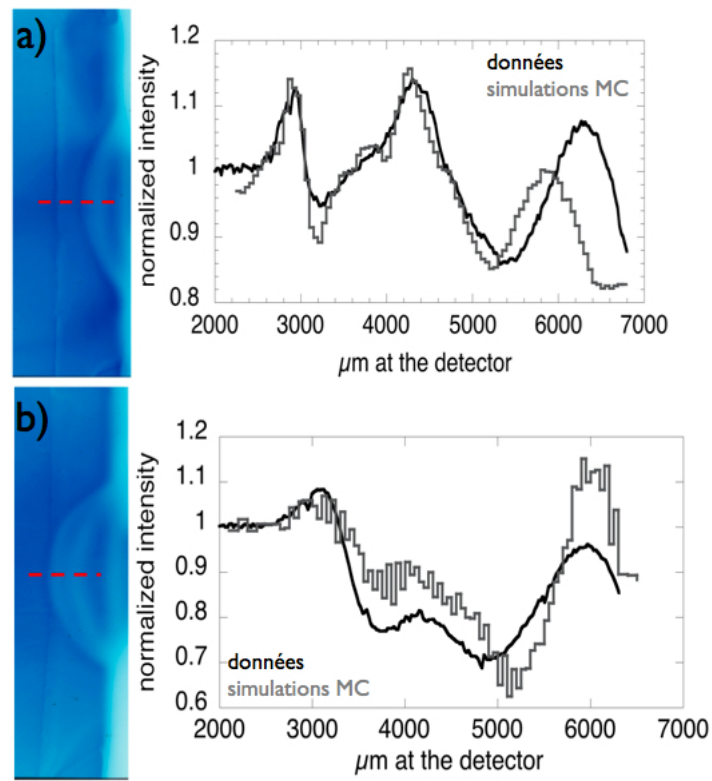 a)
1.2
1.1
1
0.9
0.8
normalized intensity
données
simulations MC
2000 3000 4000 5000 6000 7000
µm at the detector
b)
1.2
1.1
1
0.9
0.8
0.7
0.6
normalized intensity
données
simulations MC
2000 3000 4000 5000 6000 7000
µm at the detector